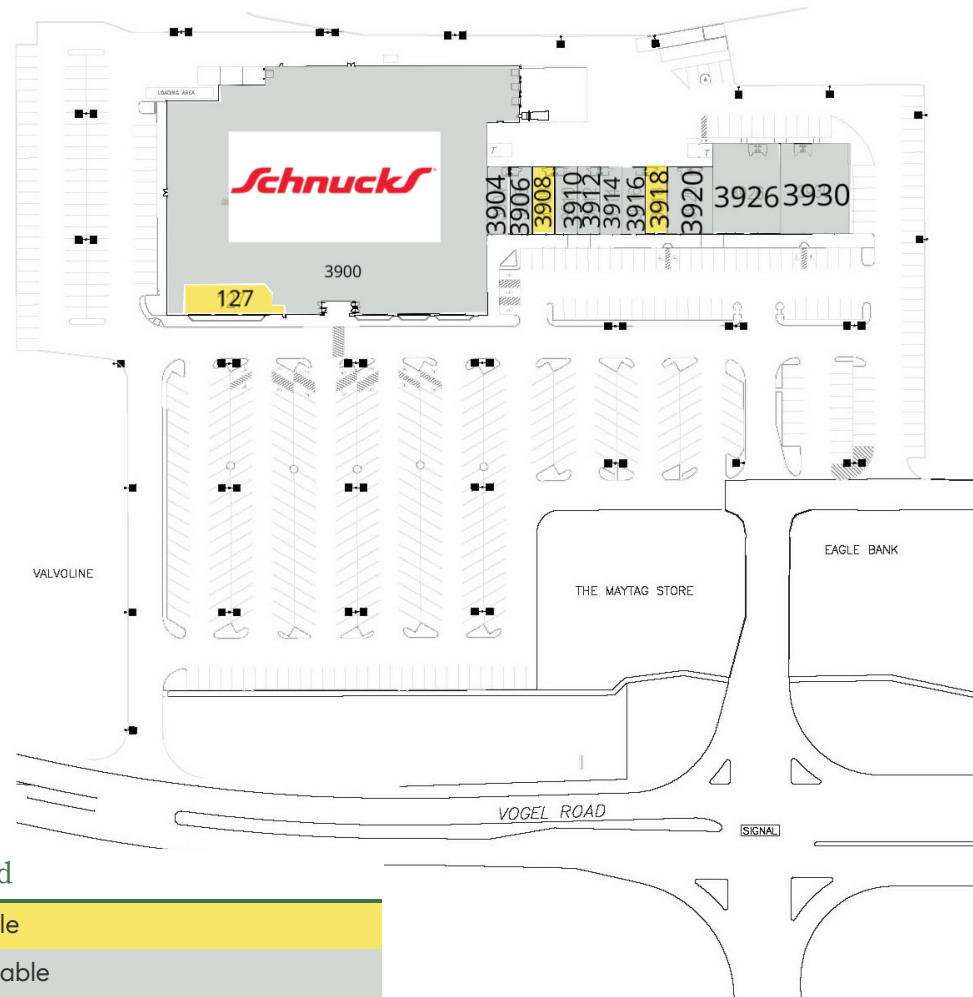 LOADING AREA
Schnucks
T
T
3904
3906
3908
3910
3912
3914
3916
3918
3920
3926
3930
3900
127
VALVOLINE
THE MAYTAG STORE
EAGLE BANK
VOGEL ROAD
SIGNAL
d
le
able